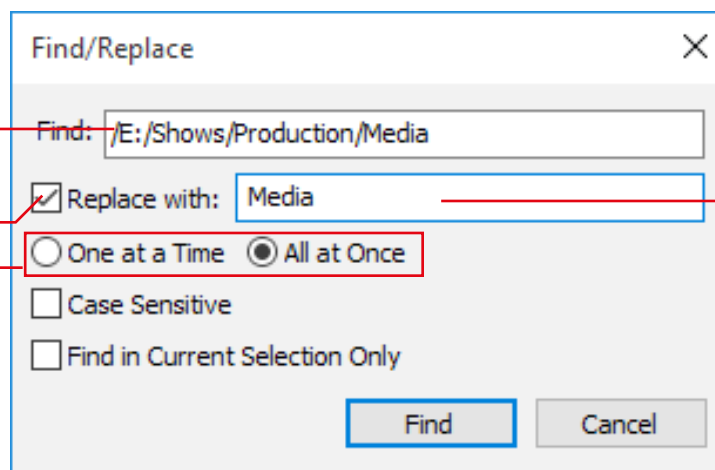 Find/Replace
Find: /E:/Shows/Production/Media
Replace with: Media
One at a Time All at Once
Case Sensitive
Find in Current Selection Only
Find Cancel